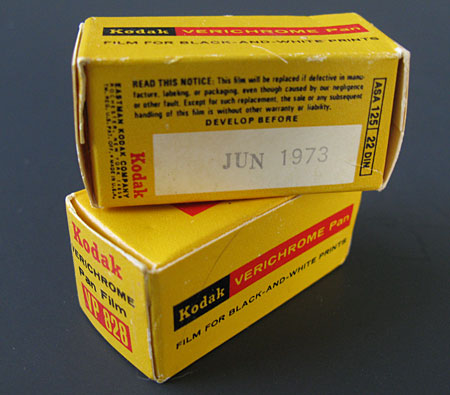 Kodak VERICHROME Pan
FILM FOR BLACK-AND-WHITE PRINTS
READ THIS NOTICE: This film will be replaced if defective in manu-
facture, labeling, or packaging, even though caused by our negligence
or other fault. Except for such replacement, the sale or any subsequent
handling of this film is without other warranty or liability.
DEVELOP BEFORE
JUN 1973
EASTMAN KODAK COMPANY
ROCHESTER, NEW YORK
Kodak
ASA 125 22 DIN
Kodak
VERICHROME
Pan Film
VP 828
Kodak VERICHROME Pan
FILM FOR BLACK-AND-WHITE PRINTS